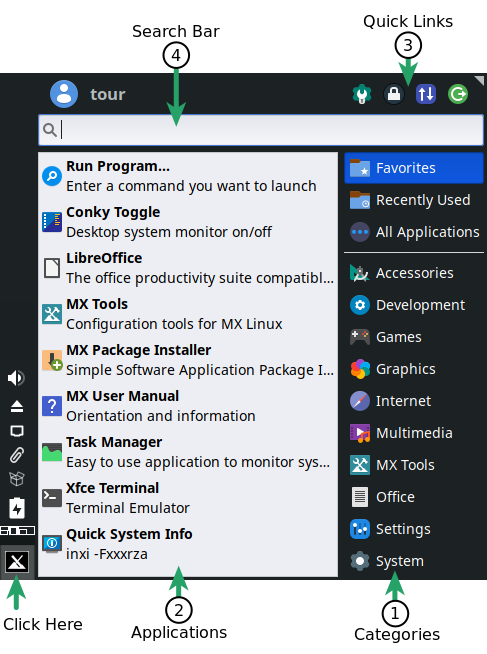 Search Bar
4
Quick Links
3
tour
Run Program...
Enter a command you want to launch
Conky Toggle
Desktop system monitor on/off
LibreOffice
The office productivity suite compatibl...
MX Tools
Configuration tools for MX Linux
MX Package Installer
Simple Software Application Package I...
MX User Manual
Orientation and information
Task Manager
Easy to use application to monitor sys...
Xfce Terminal
Terminal Emulator
Quick System Info
inxi -Fxxxrza
Favorites
Recently Used
All Applications
Accessories
Development
Games
Graphics
Internet
Multimedia
MX Tools
Office
Settings
System
Click Here
2
Applications
1
Categories